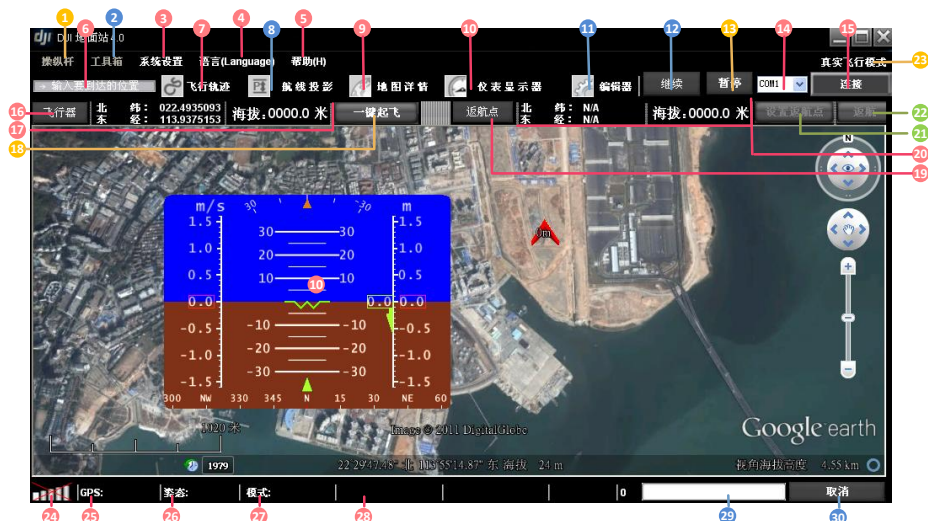 1 2 3 4 5
dji DJI 地面站 4.0
操纵杆 工具箱 系统设置 语言(Language) 帮助(H) 真实飞行模式 23
6 7 8 9 10 11 12 13 14 15
输入要到达的位置 飞行轨迹 航线投影 地图详情 仪表显示器 编辑器 继续 暂停 COM1 连接
16 飞行器 北 纬: 022.4935093 海拔:0000.0 米 一键起飞 返航点 北 纬: N/A 海拔:0000.0 米 设置返航点 返航 22
东 经: 113.9375153 东 经: N/A
17 18 19 20 21
N
m/s 30 -30 m
1.5 30 30 1.5
1.0 20 20 1.0
0.5 10 10 10 0.5
0.0 0.0 0.0
-0.5 -10 -10 -0.5
-1.0 -20 -20 -1.0
-1.5 -30 -30 -1.5
300 NW 330 345 N 15 30 NE 60
0m
1020 米 Image © 2011 DigitalGlobe Google earth
1979 22 29'47.48" 北 113 55'14.87" 东 海拔 24 m 视角海拔高度 4.55 km
GPS: 姿态: 模式: 0 取消
24 25 26 27 28 29 30